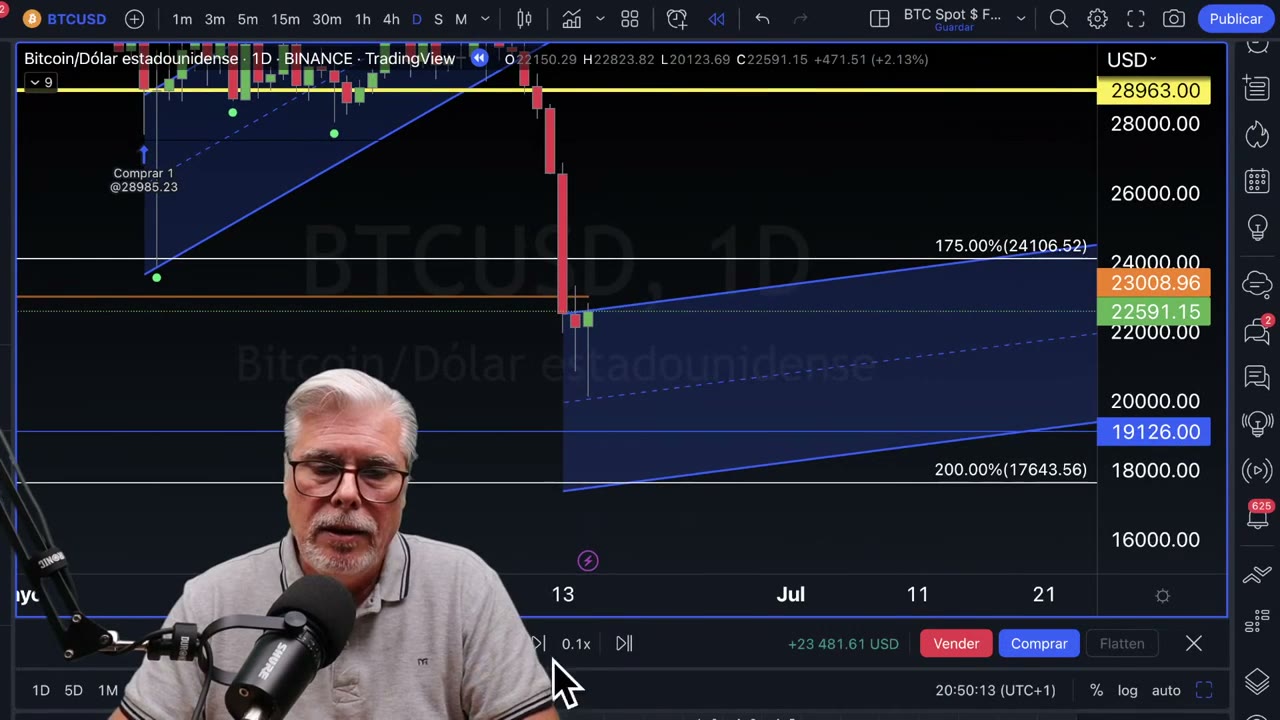 2
BTCUSD 1m 3m 5m 15m 30m 1h 4h D S M BTC Spot $ F... Publicar
Guardar
Bitcoin/Dólar estadounidense · 1D · BINANCE · TradingView O22150.29 H22823.82 L20123.69 C22591.15 +471.51 (+2.13%) USD
9
28963.00
28000.00
Comprar 1
@28985.23
26000.00
BTCUSD, 1D
175.00%(24106.52)
24000.00
23008.96
22591.15
22000.00
2
Bitcoin/Dólar estadounidense
20000.00
19126.00
200.00%(17643.56)
18000.00
625
16000.00
13 Jul 11 21
0.1x +23 481.61 USD Vender Comprar Flatten
SHURE
1D 5D 1M 20:50:13 (UTC+1) % log auto